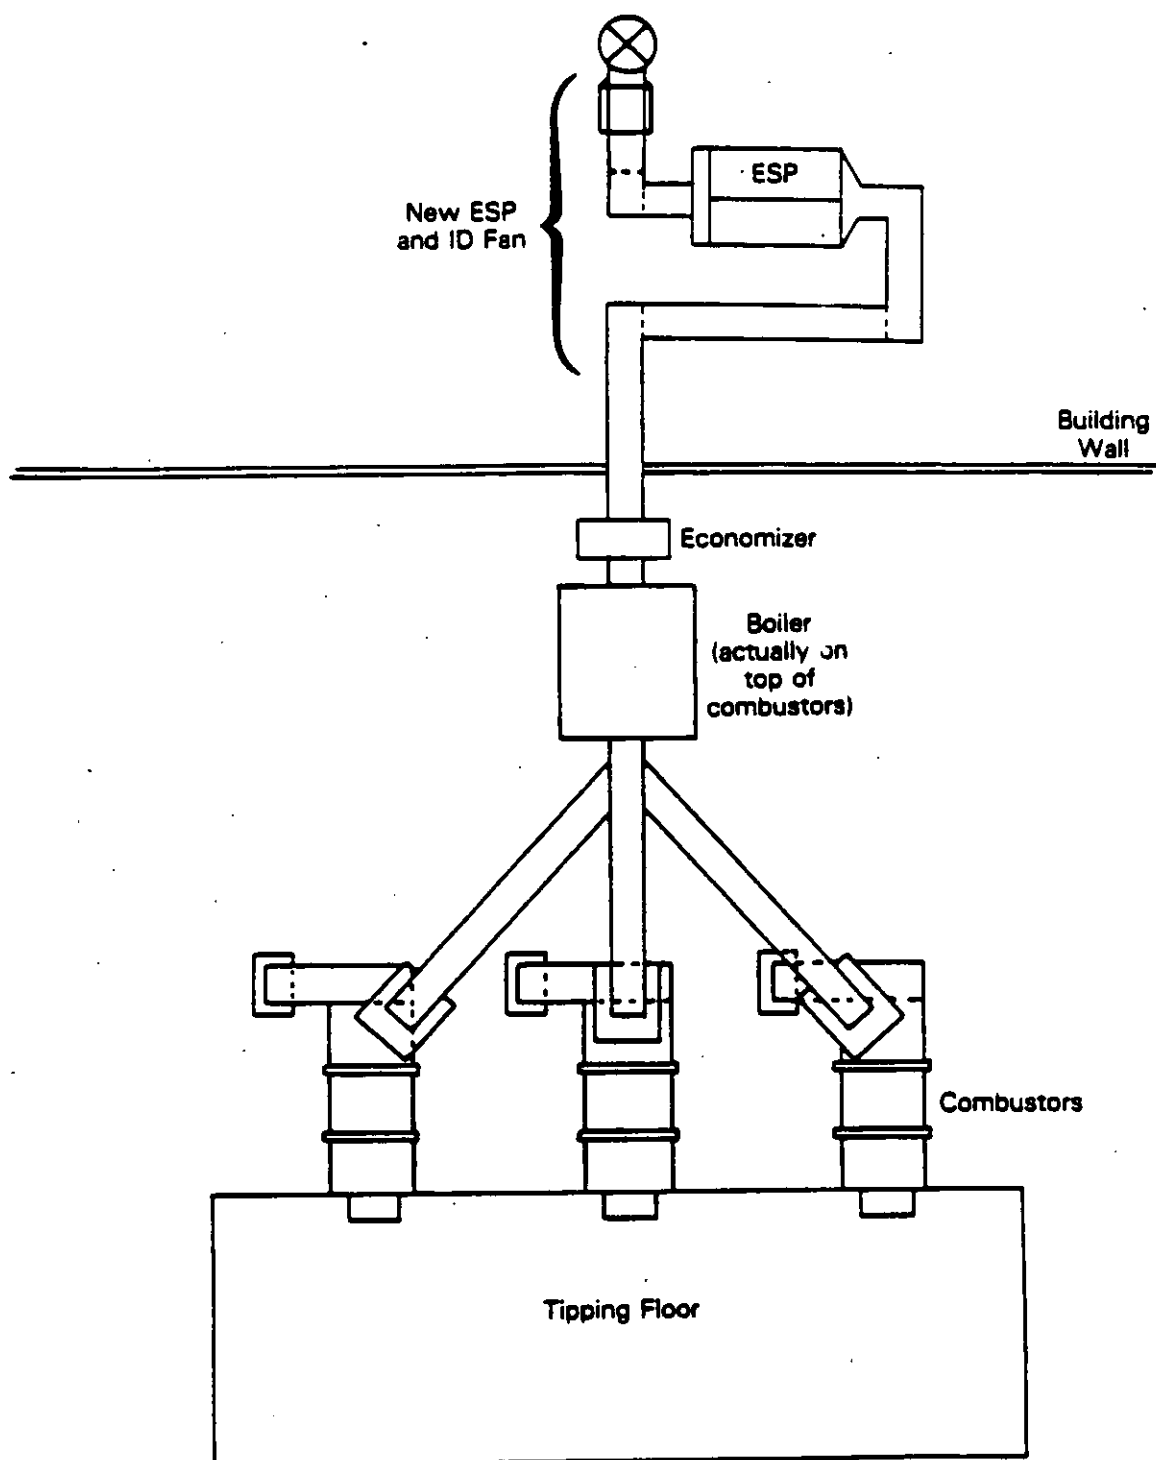 ESP
New ESP
and ID Fan
Building
Wall
Economizer
Boiler
(actually on
top of
combustors)
Combustors
Tipping Floor